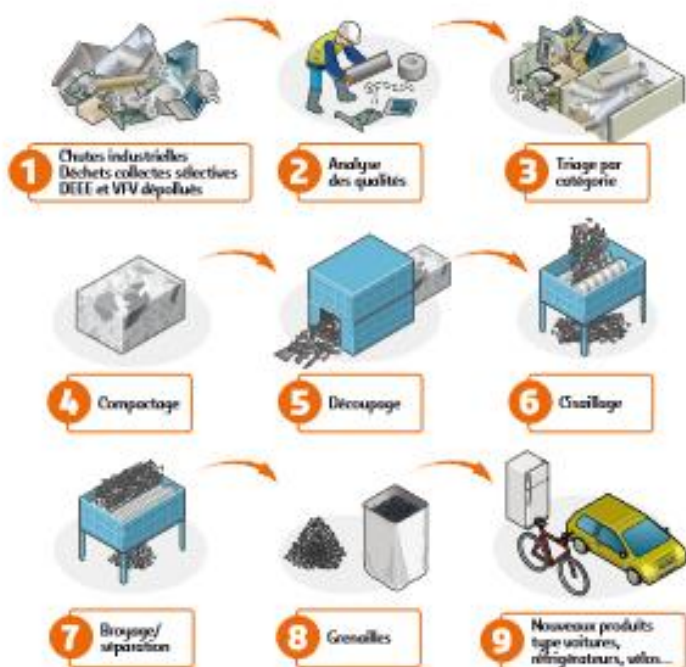 1
Chutes industrielles
Déchets collectes sélectives
DEEE et VFV dépollués
2
Analyse
des qualités
3
Triage par
catégorie
4
Compactage
5
Découpage
6
Cisaillage
7
Broyage/
séparation
8
Grenailles
9
Nouveaux produits
type voitures,
réfrigérateurs, vélos...